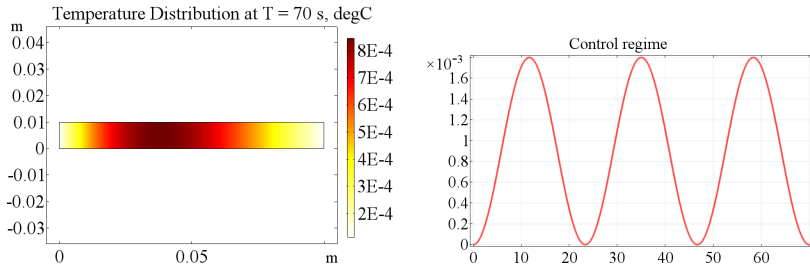 Temperature Distribution at T = 70 s, degC
m
0.04
0.03
0.02
0.01
0
-0.01
-0.02
-0.03
0
0.05
m
8E-4
7E-4
6E-4
5E-4
4E-4
3E-4
2E-4
Control regime
×10⁻³
1.6
1.4
1.2
1
0.8
0.6
0.4
0.2
0
0 10 20 30 40 50 60